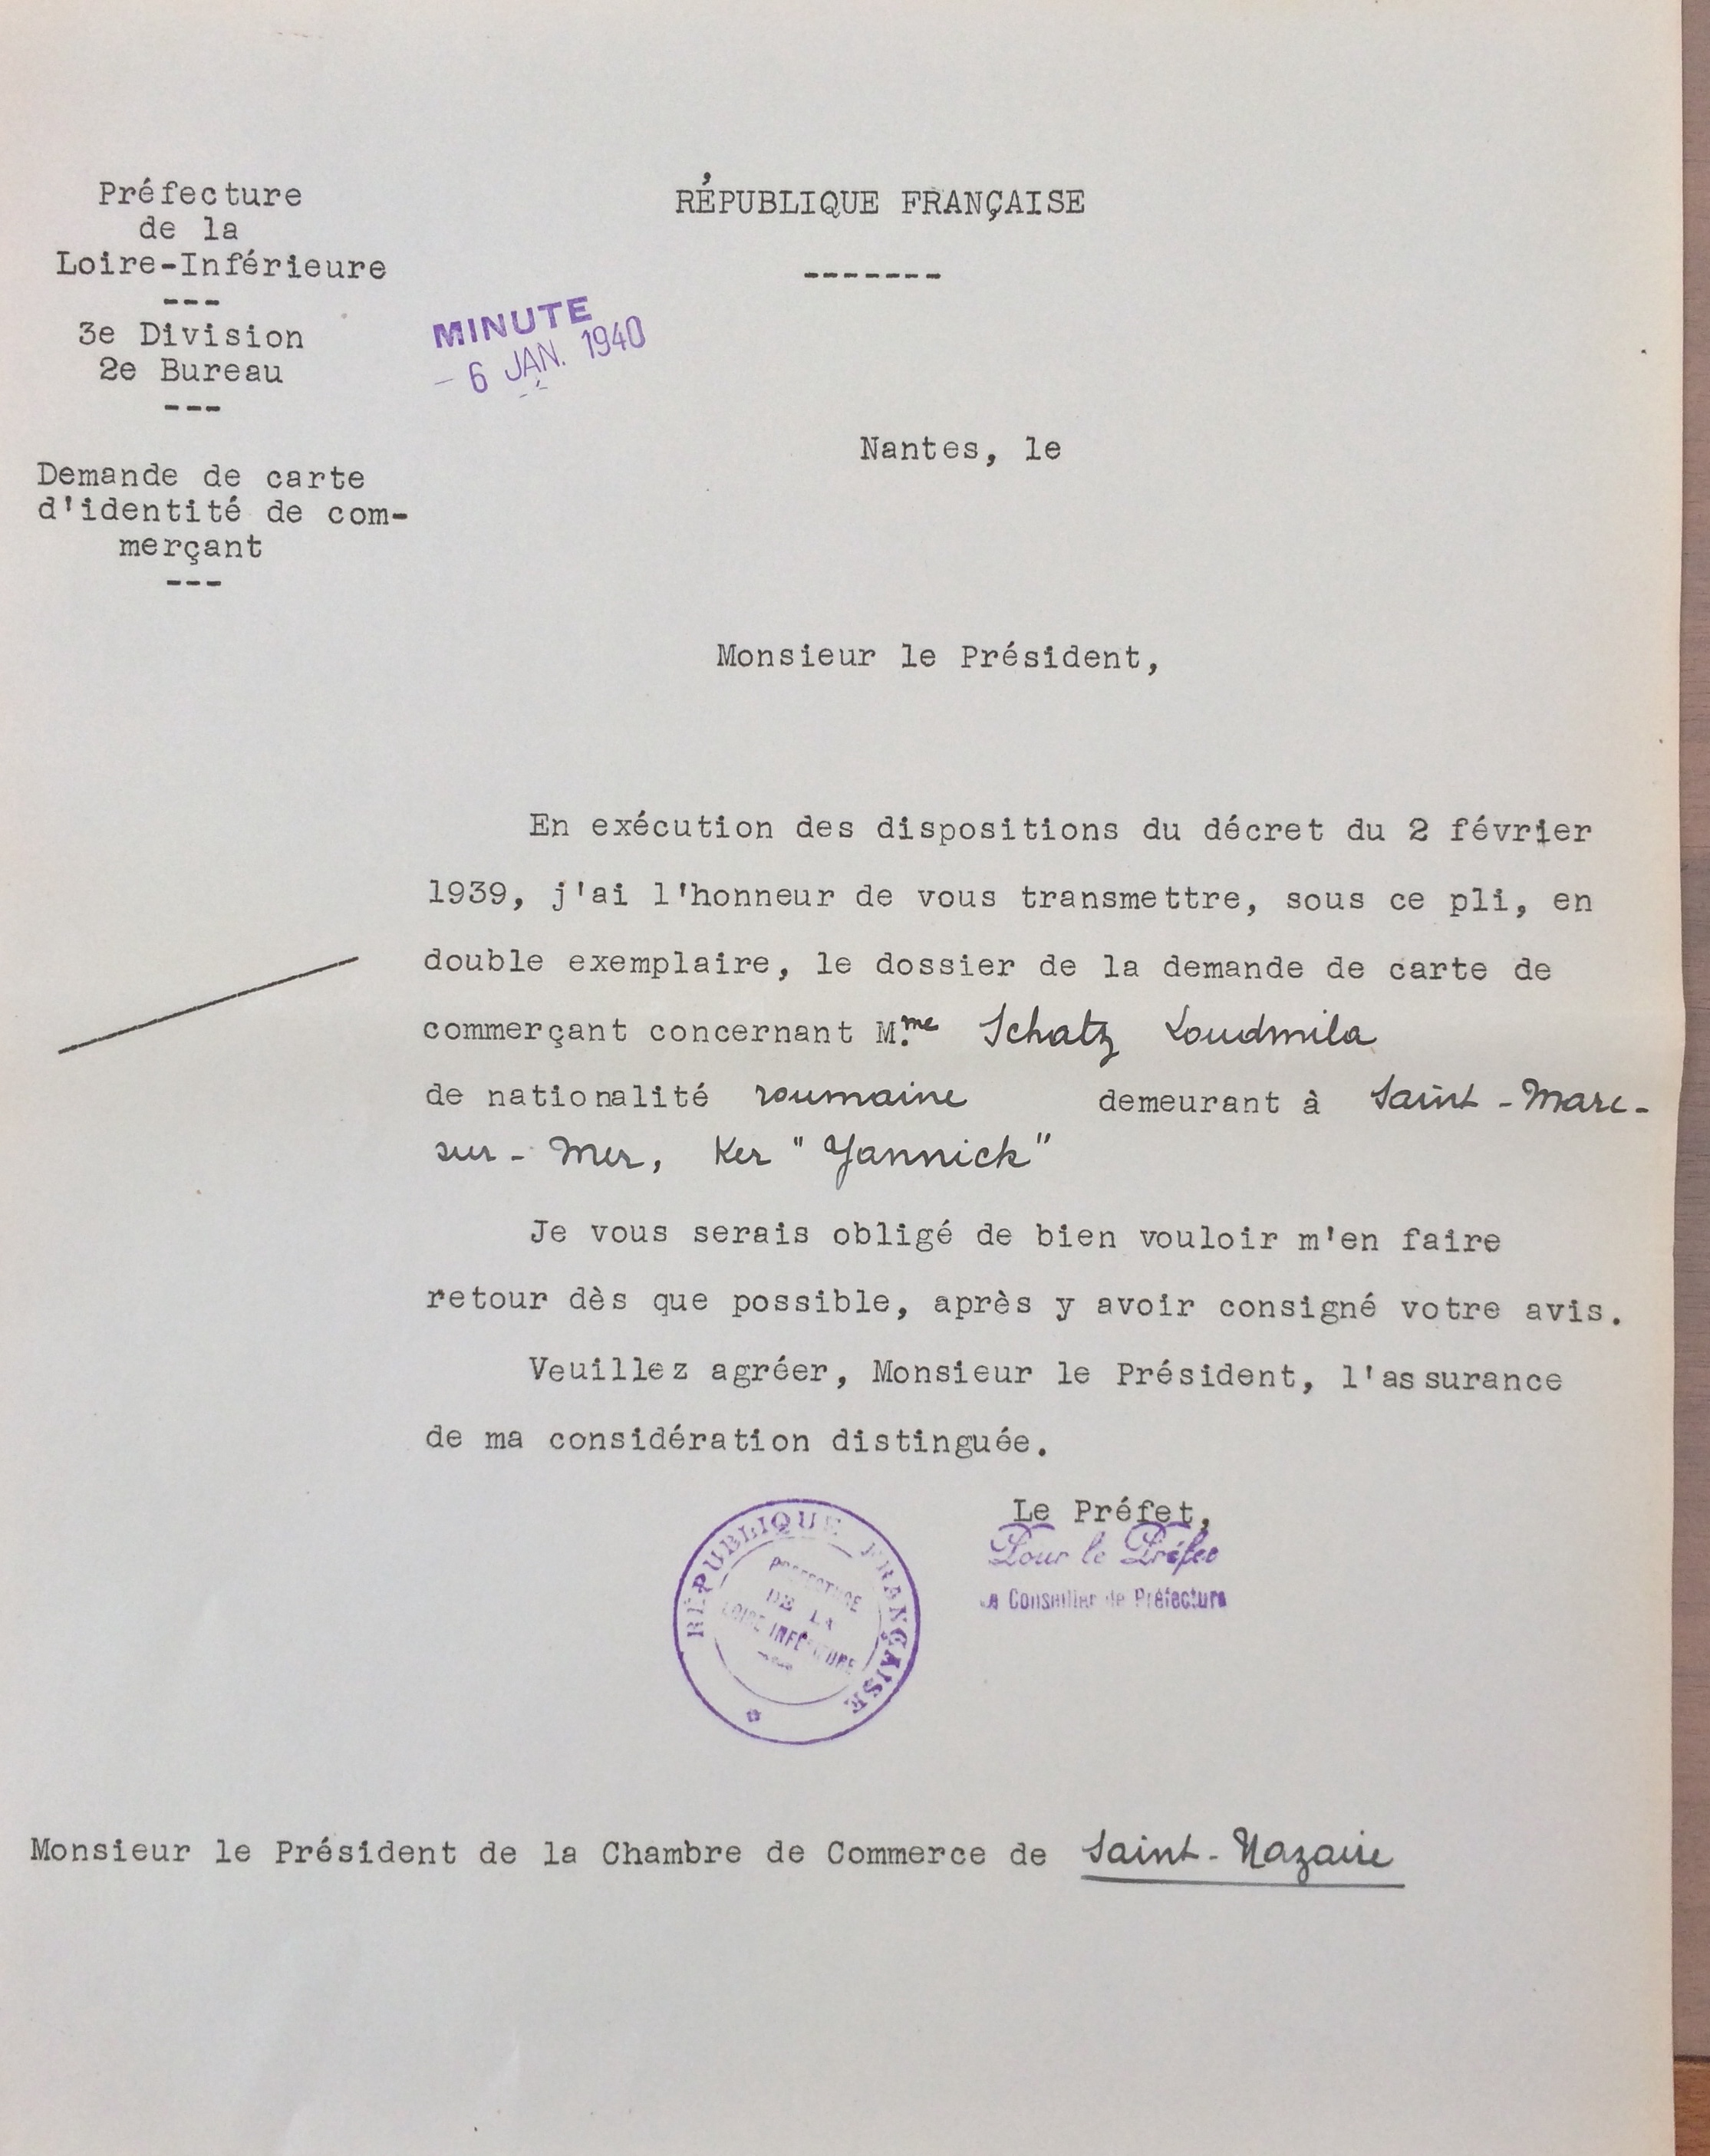 Préfecture
de la
Loire-Inférieure
---
3e Division
2e Bureau
---
Demande de carte
d'identité de com-
merçant
---
RÉPUBLIQUE FRANÇAISE
-------
MINUTE
- 6 JAN. 1940
Nantes, le
Monsieur le Président,
En exécution des dispositions du décret du 2 février
1939, j'ai l'honneur de vous transmettre, sous ce pli, en
double exemplaire, le dossier de la demande de carte de
commerçant concernant M.me Schatz Loudmila
de nationalité roumaine demeurant à Saint-Marc-
sur-Mer, Ker "Yannick"
Je vous serais obligé de bien vouloir m'en faire
retour dès que possible, après y avoir consigné votre avis.
Veuillez agréer, Monsieur le Président, l'assurance
de ma considération distinguée.
Le Préfet,
Pour le Préfet
Conseiller de Préfecture
RÉPUBLIQUE FRANÇAISE
PRÉFECTURE
DE LA
LOIRE-INFÉRIEURE
Monsieur le Président de la Chambre de Commerce de Saint-Nazaire